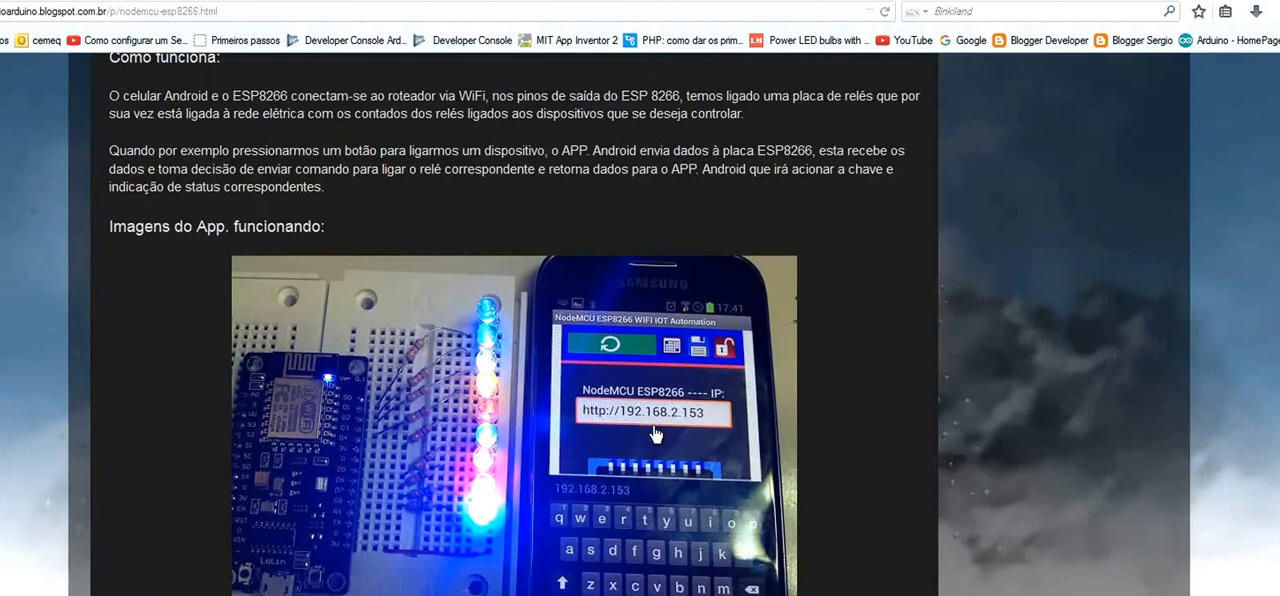 ioarduino.blogspot.com.br/p/nodemcu-esp8266.html
Binkiland
os cemeq Como configurar um Se... Primeiros passos Developer Console Ard... Developer Console MIT App Inventor 2 PHP: como dar os prim... Power LED bulbs with ... YouTube Google Blogger Developer Blogger Sergio Arduino - HomePage
Como funciona:
O celular Android e o ESP8266 conectam-se ao roteador via WiFi, nos pinos de saída do ESP 8266, temos ligado uma placa de relés que por
sua vez está ligada à rede elétrica com os contados dos relés ligados aos dispositivos que se deseja controlar.
Quando por exemplo pressionarmos um botão para ligarmos um dispositivo, o APP. Android envia dados à placa ESP8266, esta recebe os
dados e toma decisão de enviar comando para ligar o relé correspondente e retorna dados para o APP. Android que irá acionar a chave e
indicação de status correspondentes.
Imagens do App. funcionando:
SAMSUNG
17:41
NodeMCU ESP8266 WIFI IOT Automation
NodeMCU ESP8266 ---- IP:
http://192.168.2.153
192.168.2.153
q w e r t y u i o p
a s d f g h j k
z x c v b n m
WiFi
LoLin